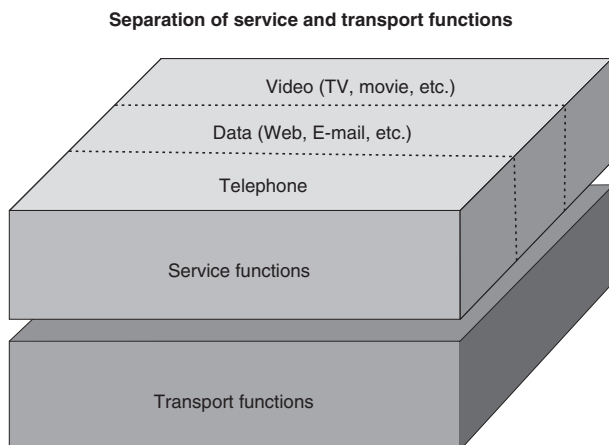 Separation of service and transport functions
Video (TV, movie, etc.)
Data (Web, E-mail, etc.)
Telephone
Service functions
Transport functions